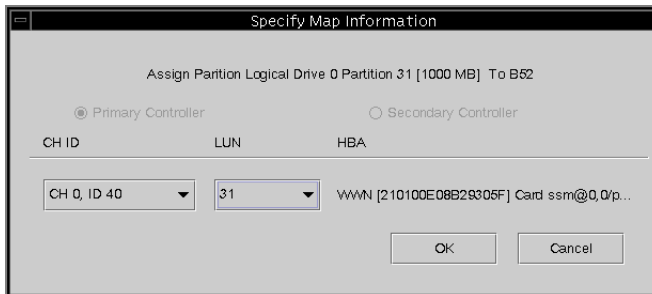 Specify Map Information
Assign Parition Logical Drive 0 Partition 31 [1000 MB] To B52
Primary Controller Secondary Controller
CH ID LUN HBA
CH 0, ID 40 31 WWN [210100E08B29305F] Card ssm@0,0/p...
OK Cancel